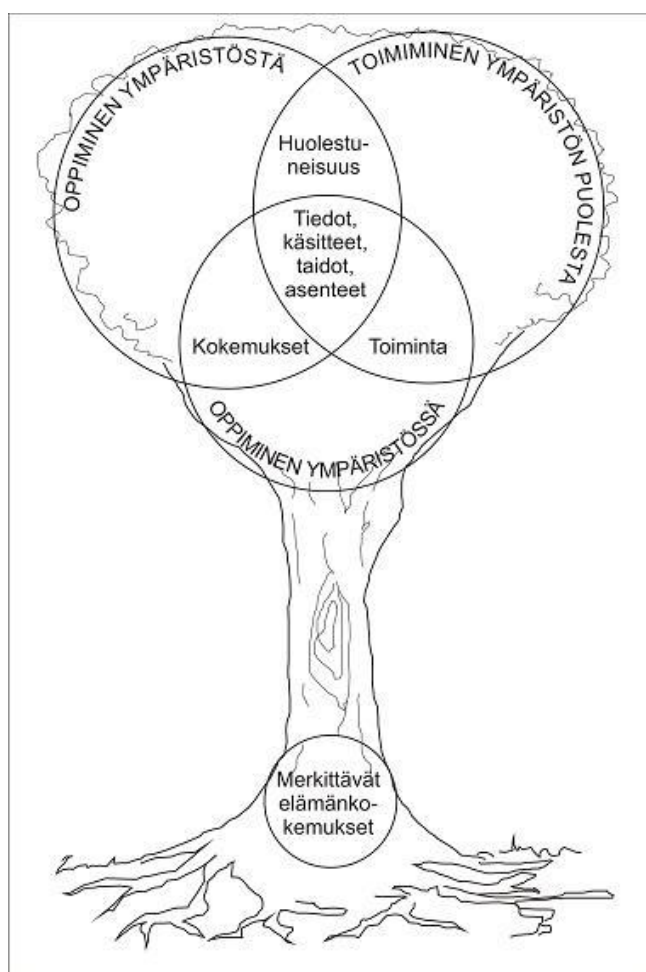 OPPIMINEN YMPÄRISTÖSTÄ
TOIMIMINEN YMPÄRISTÖN PUOLESTA
Huolestu-
neisuus
Tiedot,
käsitteet,
taidot,
asenteet
Kokemukset
Toiminta
OPPIMINEN YMPÄRISTÖSSÄ
Merkittävät
elämänko-
kemukset